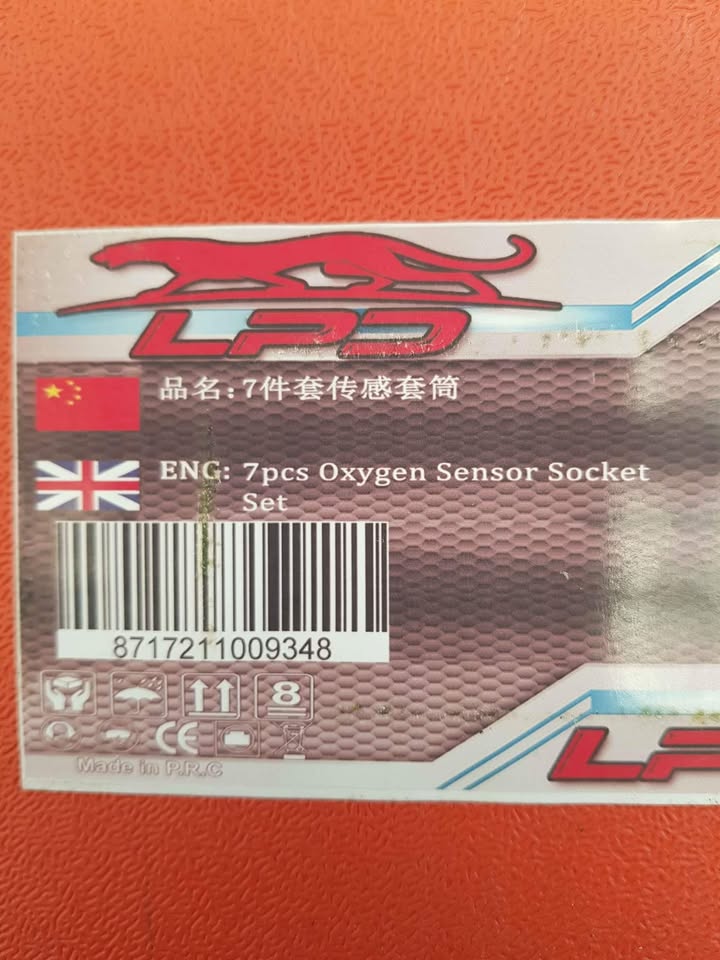 LPD
品名：7件套传感套筒
ENG: 7pcs Oxygen Sensor Socket
Set
8717211009348
8
CE
Made in P.R.C
LP